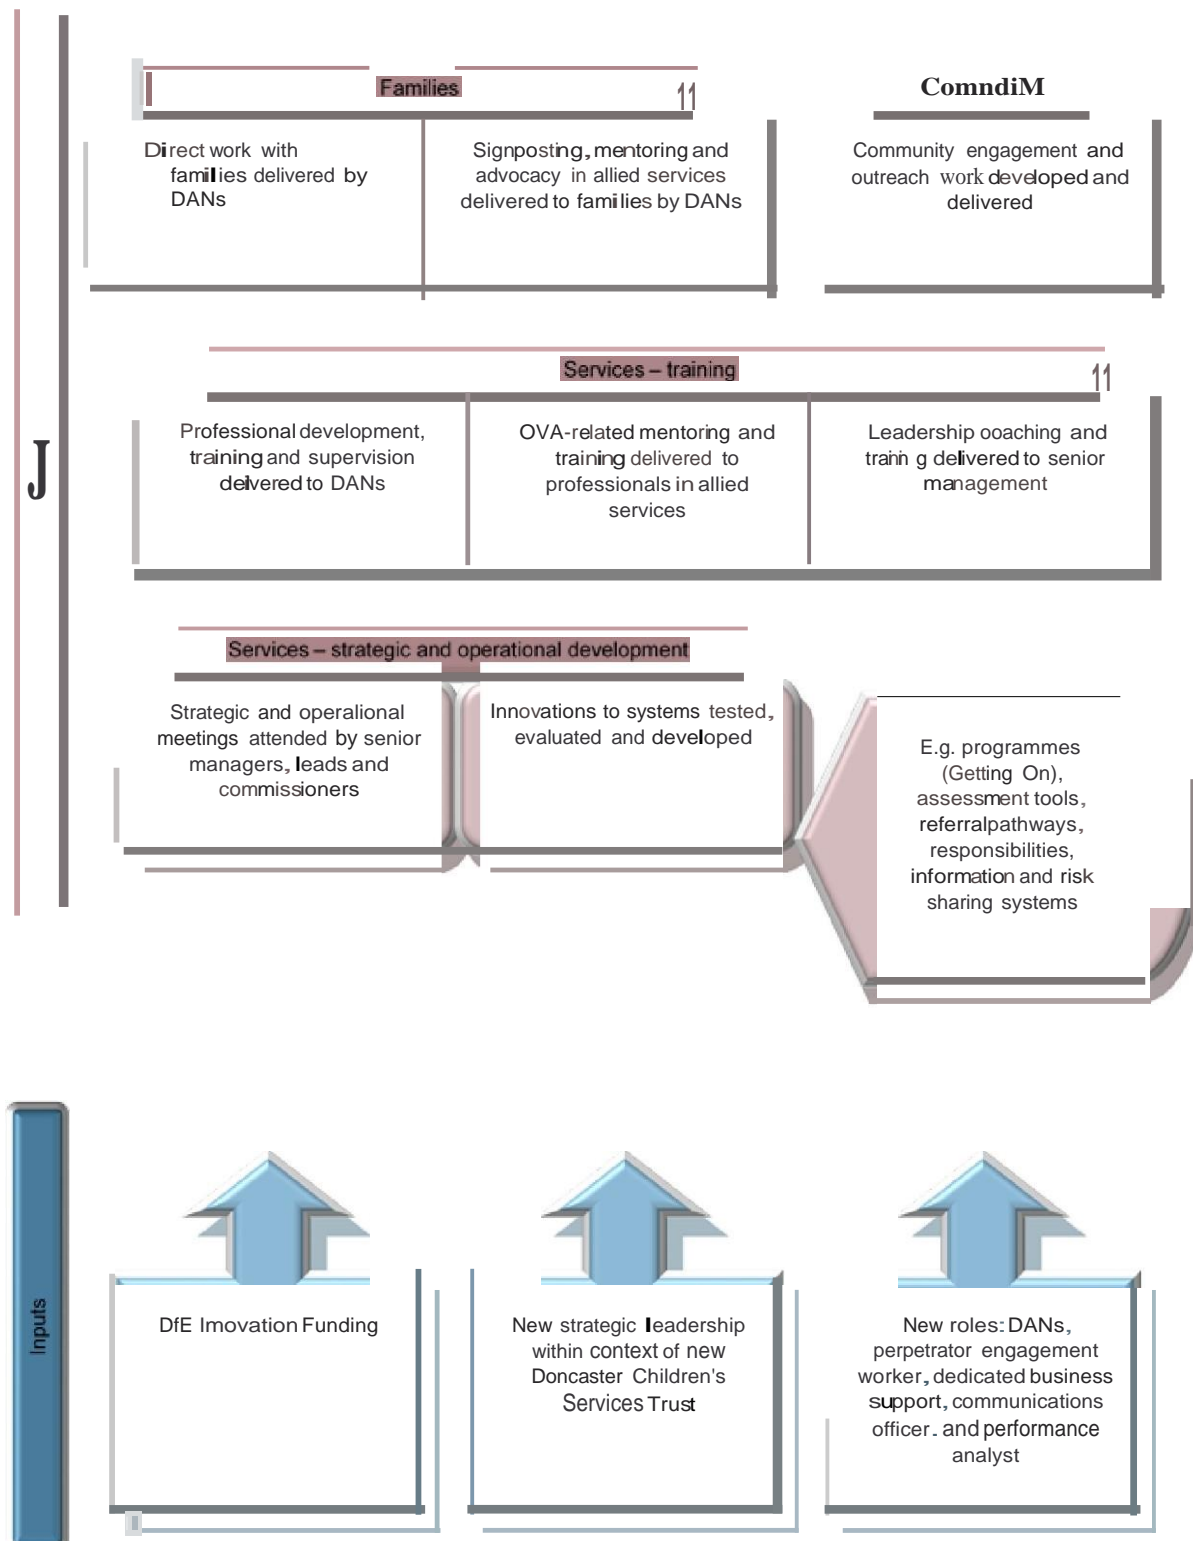 Families
11
ComndiM
Direct work with
families delivered by
DANs
Signposting, mentoring and
advocacy in allied services
delivered to families by DANs
Community engagement and
outreach work developed and
delivered
Services – training
11
J
Professional development,
training and supervision
delivered to DANs
OVA-related mentoring and
training delivered to
professionals in allied
services
Leadership ooaching and
trahin g delivered to senior
management
Services – strategic and operational development
Strategic and operalional
meetings attended by senior
managers, leads and
commissioners
Innovations to systems tested,
evaluated and developed
E.g. programmes
(Getting On),
assessment tools,
referralpathways,
responsibilities,
information and risk
sharing systems
Inputs
DfE Imovation Funding
New strategic leadership
within context of new
Doncaster Children's
Services Trust
New roles: DANs,
perpetrator engagement
worker, dedicated business
support, communications
officer. and performance
analyst